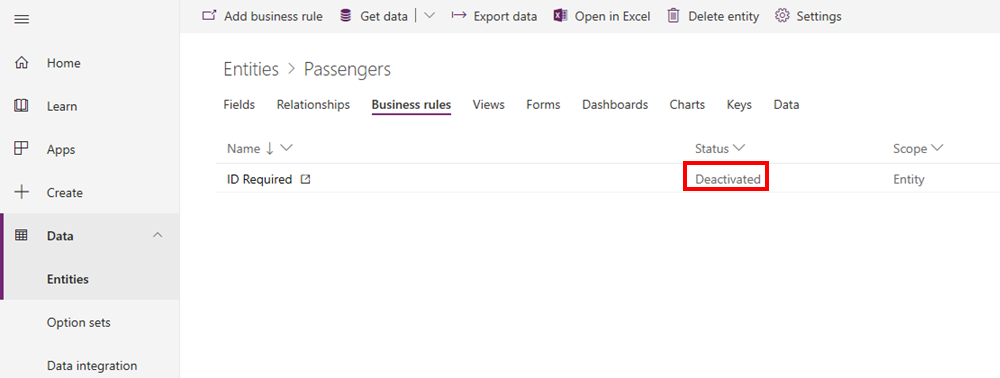 Add business rule Get data Export data Open in Excel Delete entity Settings
Home
Learn
Apps
Create
Data
Entities
Option sets
Data integration
Entities > Passengers
Fields Relationships Business rules Views Forms Dashboards Charts Keys Data
Name Status Scope
ID Required Deactivated Entity